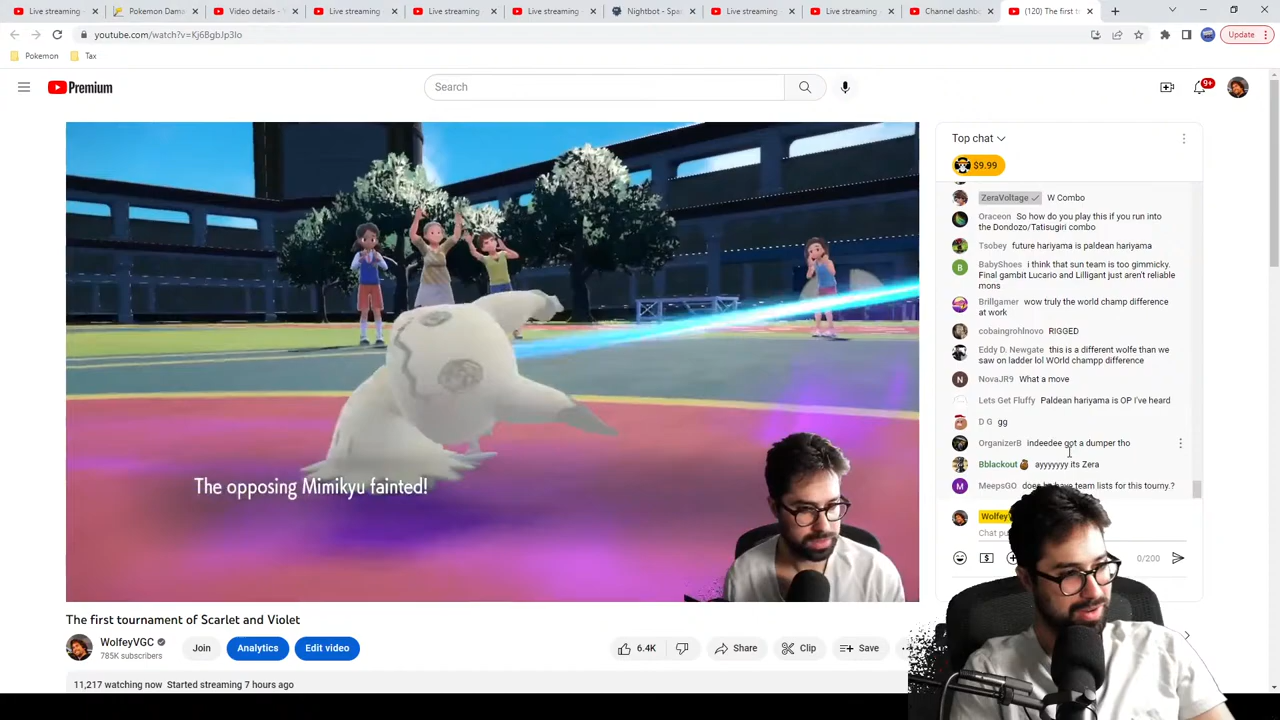 Live streaming
Pokemon Dama
Video details -
Live streaming
Live streaming
Live streaming
Nightbot - Spa
Live streaming
Live streaming
Channel dashb
(120) The first t
youtube.com/watch?v=Kj6BgbJp3Io
Update
Pokemon
Tax
Premium
Search
9+
Top chat
$9.99
ZeraVoltage W Combo
Oraceon So how do you play this if you run into
the Dondozo/Tatisugiri combo
Tsobey future hariyama is paldean hariyama
B BabyShoes i think that sun team is too gimmicky.
Final gambit Lucario and Lilligant just aren't reliable
mons
Brillgamer wow truly the world champ difference
at work
cobaingrohlnovo RIGGED
Eddy D. Newgate this is a different wolfe than we
saw on ladder lol WOrld champp difference
N NovaJR9 What a move
Lets Get Fluffy Paldean hariyama is OP I've heard
D G gg
OrganizerB indeedee got a dumper tho
Bblackout ayyyyyyy its Zera
M MeepsGO does have team lists for this tourny.?
Wolfey
Chat pu
0/200
The opposing Mimikyu fainted!
The first tournament of Scarlet and Violet
WolfeyVGC
785K subscribers
Join
Analytics
Edit video
6.4K
Share
Clip
Save
11,217 watching now Started streaming 7 hours ago